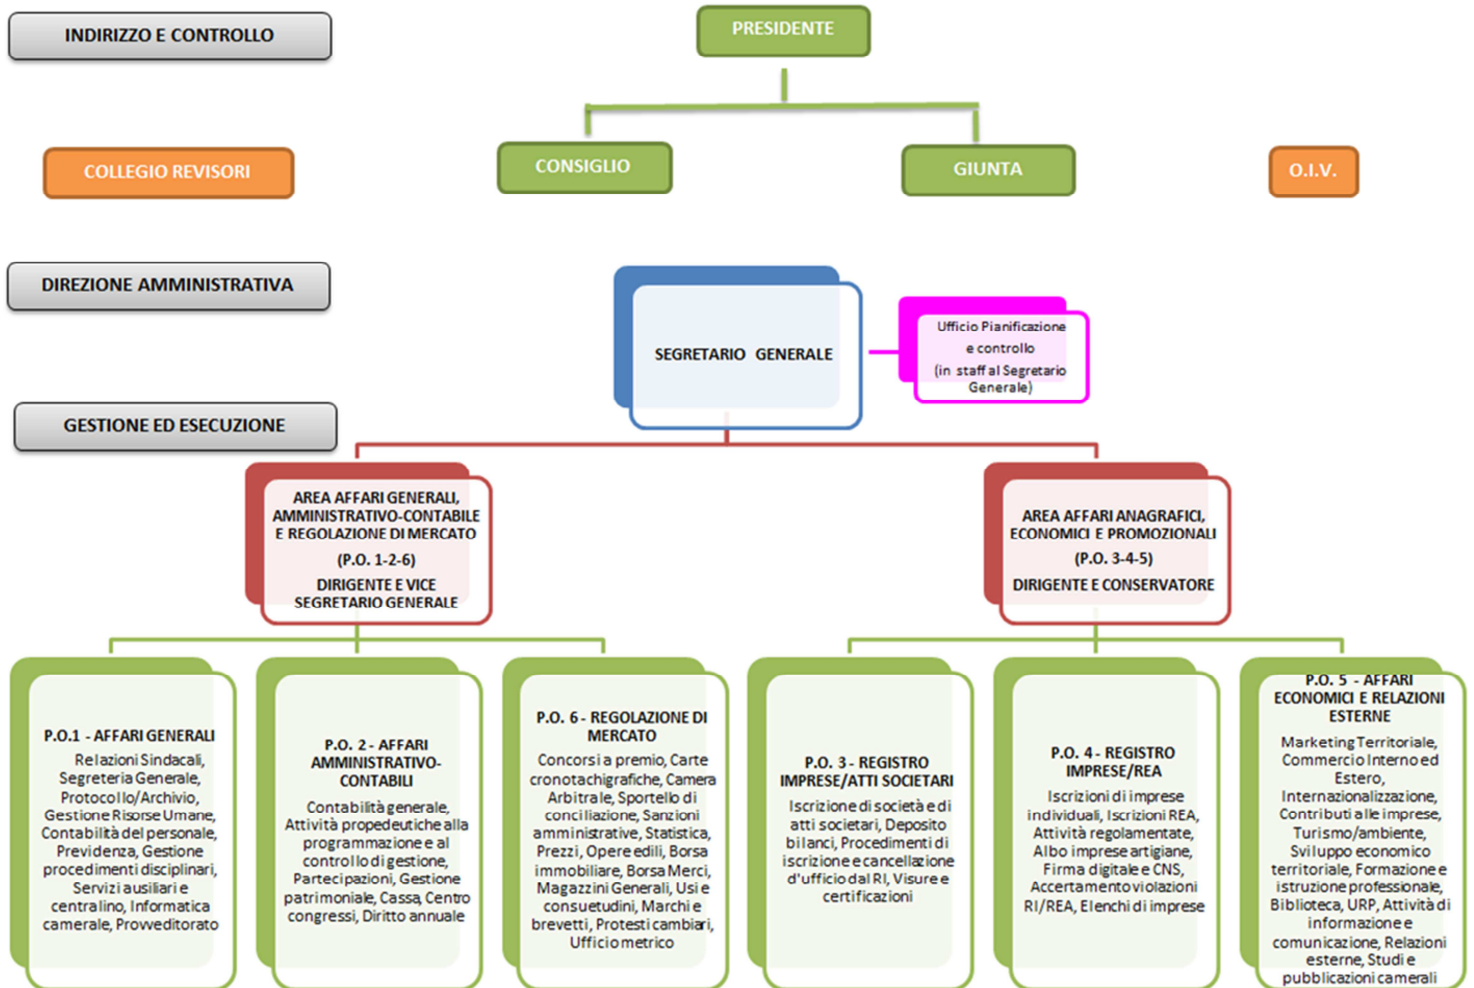 INDIRIZZO E CONTROLLO
PRESIDENTE
COLLEGIO REVISORI
CONSIGLIO
GIUNTA
O.I.V.
DIREZIONE AMMINISTRATIVA
SEGRETARIO GENERALE
Ufficio Pianificazione
e controllo
(in staff al Segretario
Generale)
GESTIONE ED ESECUZIONE
AREA AFFARI GENERALI,
AMMINISTRATIVO-CONTABILE
E REGOLAZIONE DI MERCATO
(P.O. 1-2-6)
DIRIGENTE E VICE
SEGRETARIO GENERALE
AREA AFFARI ANAGRAFICI,
ECONOMICI E PROMOZIONALI
(P.O. 3-4-5)
DIRIGENTE E CONSERVATORE
P.O.1 - AFFARI GENERALI
Relazioni Sindacali,
Segreteria Generale,
Protocollo/Archivio,
Gestione Risorse Umane,
Contabilità del personale,
Previdenza, Gestione
procedimenti disciplinari,
Servizi ausiliari e
centralino, Informatica
camerale, Provveditorato
P.O. 2 - AFFARI
AMMINISTRATIVO-
CONTABILI
Contabilità generale,
Attività propedeutiche alla
programmazione e al
controllo di gestione,
Partecipazioni, Gestione
patrimoniale, Cassa, Centro
congressi, Diritto annuale
P.O. 6 - REGOLAZIONE DI
MERCATO
Concorsi a premio, Carte
cronotachigrafiche, Camera
Arbitrale, Sportello di
conciliazione, Sanzioni
amministrative, Statistica,
Prezzi, Opere edili, Borsa
immobiliare, Borsa Merci,
Magazzini Generali, Usi e
consuetudini, Marchi e
brevetti, Protesti cambiari,
Ufficio metrico
P.O. 3 - REGISTRO
IMPRESE/ATTI SOCIETARI
Iscrizione di società e di
atti societari, Deposito
bilanci, Procedimenti di
iscrizione e cancellazione
d'ufficio dal RI, Visure e
certificazioni
P.O. 4 - REGISTRO
IMPRESE/REA
Iscrizioni di imprese
individuali, Iscrizioni REA,
Attività regolamentate,
Albo imprese artigiane,
Firma digitale e CNS,
Accertamento violazioni
RI/REA, Elenchi di imprese
P.O. 5 - AFFARI
ECONOMICI E RELAZIONI
ESTERNE
Marketing Territoriale,
Commercio Interno ed
Estero,
Internazionalizzazione,
Contributi alle imprese,
Turismo/ambiente,
Sviluppo economico
territoriale, Formazione e
istruzione professionale,
Biblioteca, URP, Attività di
informazione e
comunicazione, Relazioni
esterne, Studi e
pubblicazioni camerali